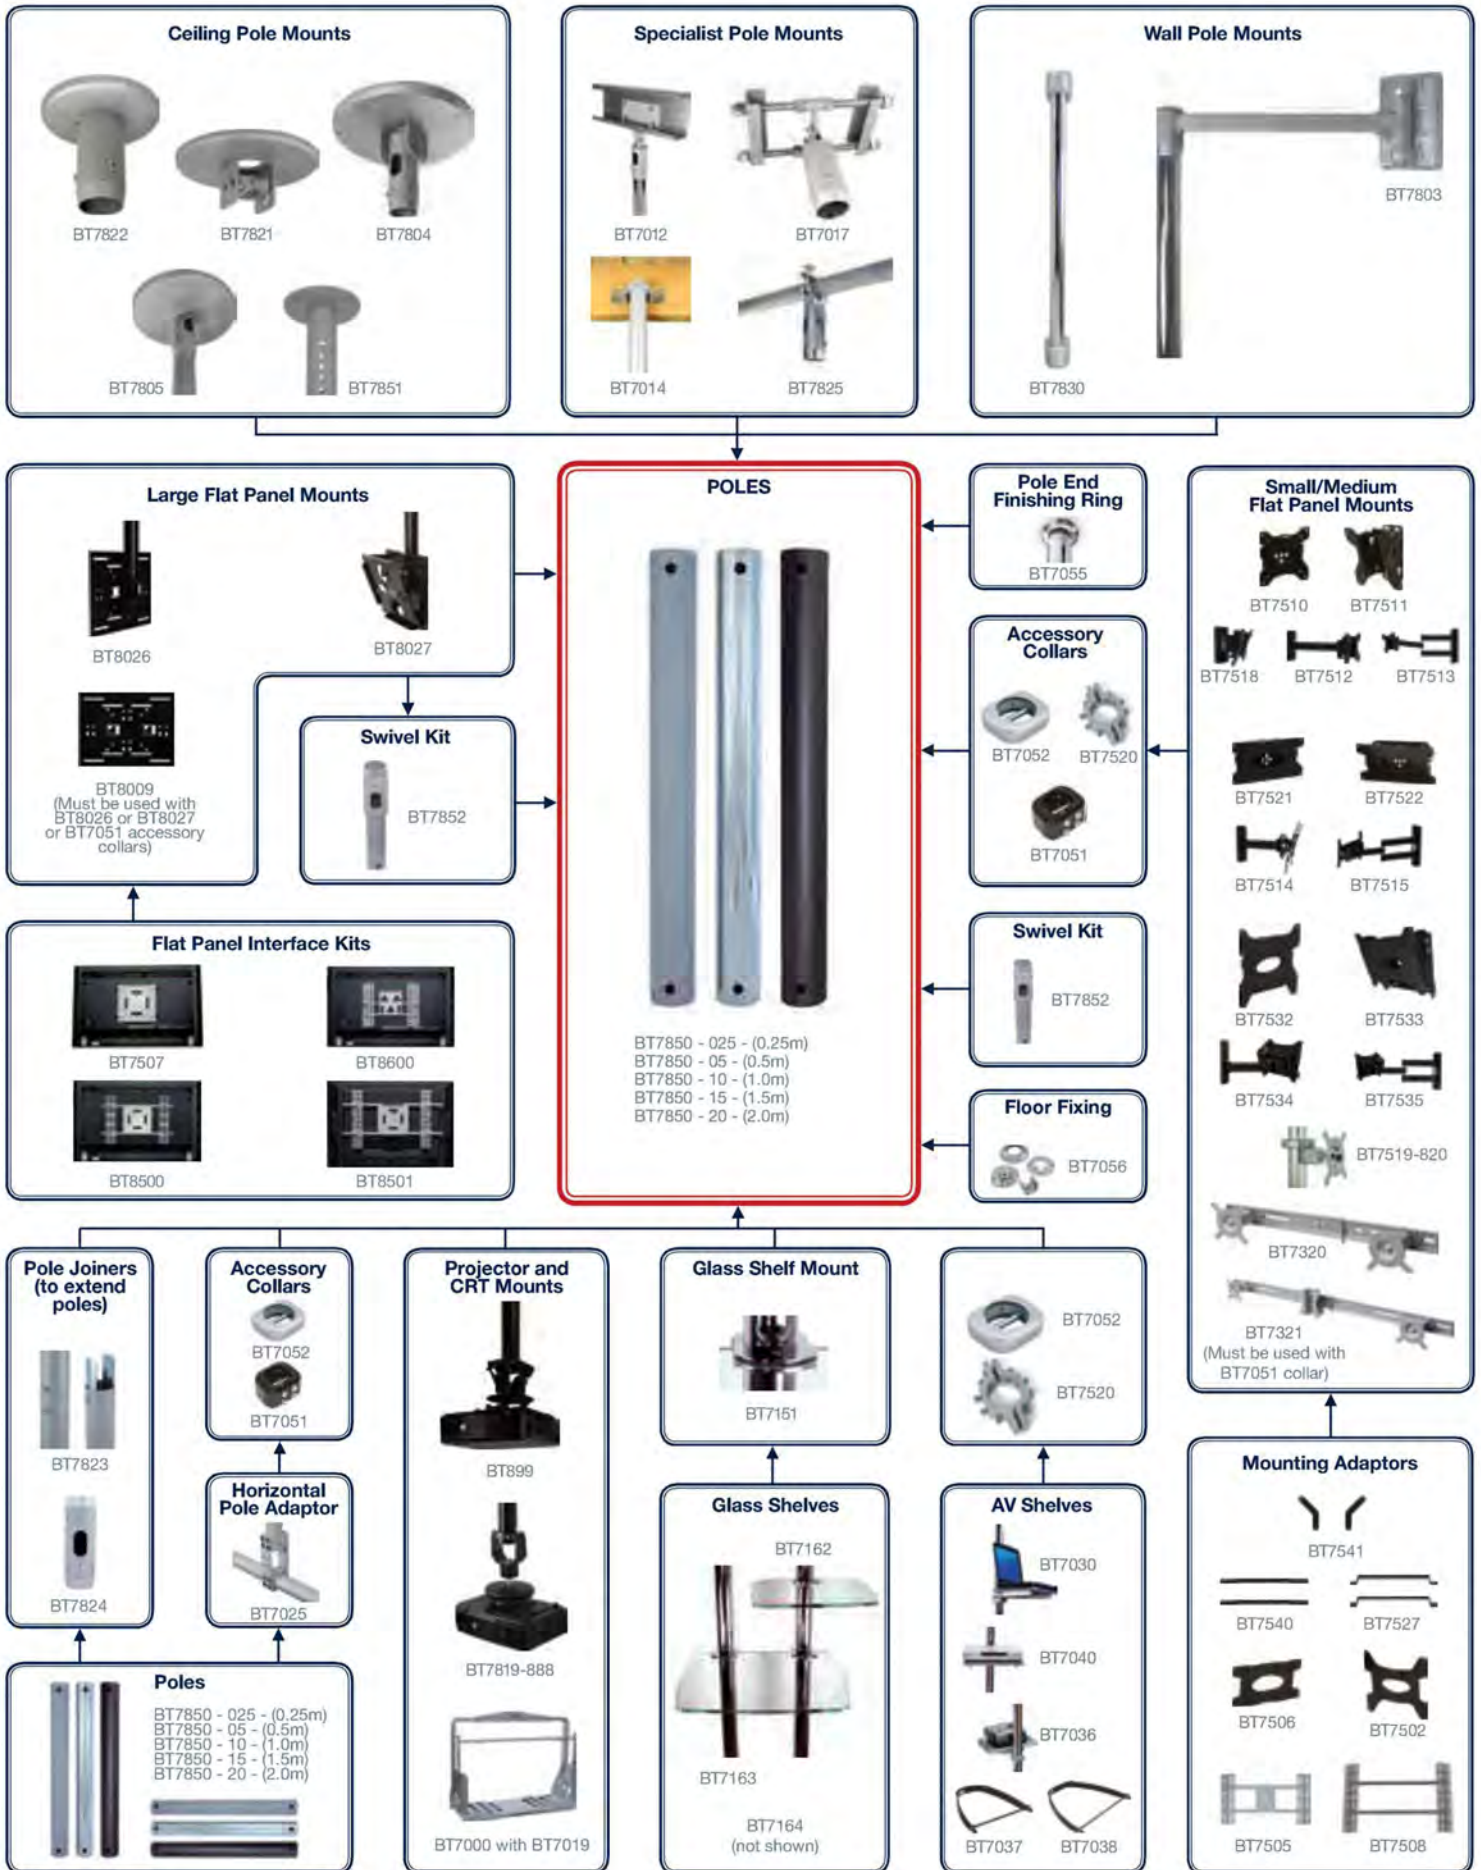 Ceiling Pole Mounts
BT7822
BT7821
BT7804
BT7805
BT7851
Specialist Pole Mounts
BT7012
BT7017
BT7014
BT7825
Wall Pole Mounts
BT7803
BT7830
Large Flat Panel Mounts
BT8026
BT8027
BT8009
(Must be used with
BT8026 or BT8027
or BT7051 accessory
collars)
Swivel Kit
BT7852
Flat Panel Interface Kits
BT7507
BT8600
BT8500
BT8501
POLES
BT7850 - 025 - (0.25m)
BT7850 - 05 - (0.5m)
BT7850 - 10 - (1.0m)
BT7850 - 15 - (1.5m)
BT7850 - 20 - (2.0m)
Pole End
Finishing Ring
BT7055
Accessory
Collars
BT7052
BT7520
BT7051
Swivel Kit
BT7852
Floor Fixing
BT7056
Small/Medium
Flat Panel Mounts
BT7510
BT7511
BT7518
BT7512
BT7513
BT7521
BT7522
BT7514
BT7515
BT7532
BT7533
BT7534
BT7535
BT7519-820
BT7320
BT7321
(Must be used with
BT7051 collar)
Pole Joiners
(to extend
poles)
BT7823
BT7824
Accessory
Collars
BT7052
BT7051
Horizontal
Pole Adaptor
BT7025
Poles
BT7850 - 025 - (0.25m)
BT7850 - 05 - (0.5m)
BT7850 - 10 - (1.0m)
BT7850 - 15 - (1.5m)
BT7850 - 20 - (2.0m)
Projector and
CRT Mounts
BT899
BT7819-888
BT7000 with BT7019
Glass Shelf Mount
BT7151
Glass Shelves
BT7162
BT7163
BT7164
(not shown)
BT7052
BT7520
AV Shelves
BT7030
BT7040
BT7036
BT7037
BT7038
Mounting Adaptors
BT7541
BT7540
BT7527
BT7506
BT7502
BT7505
BT7508